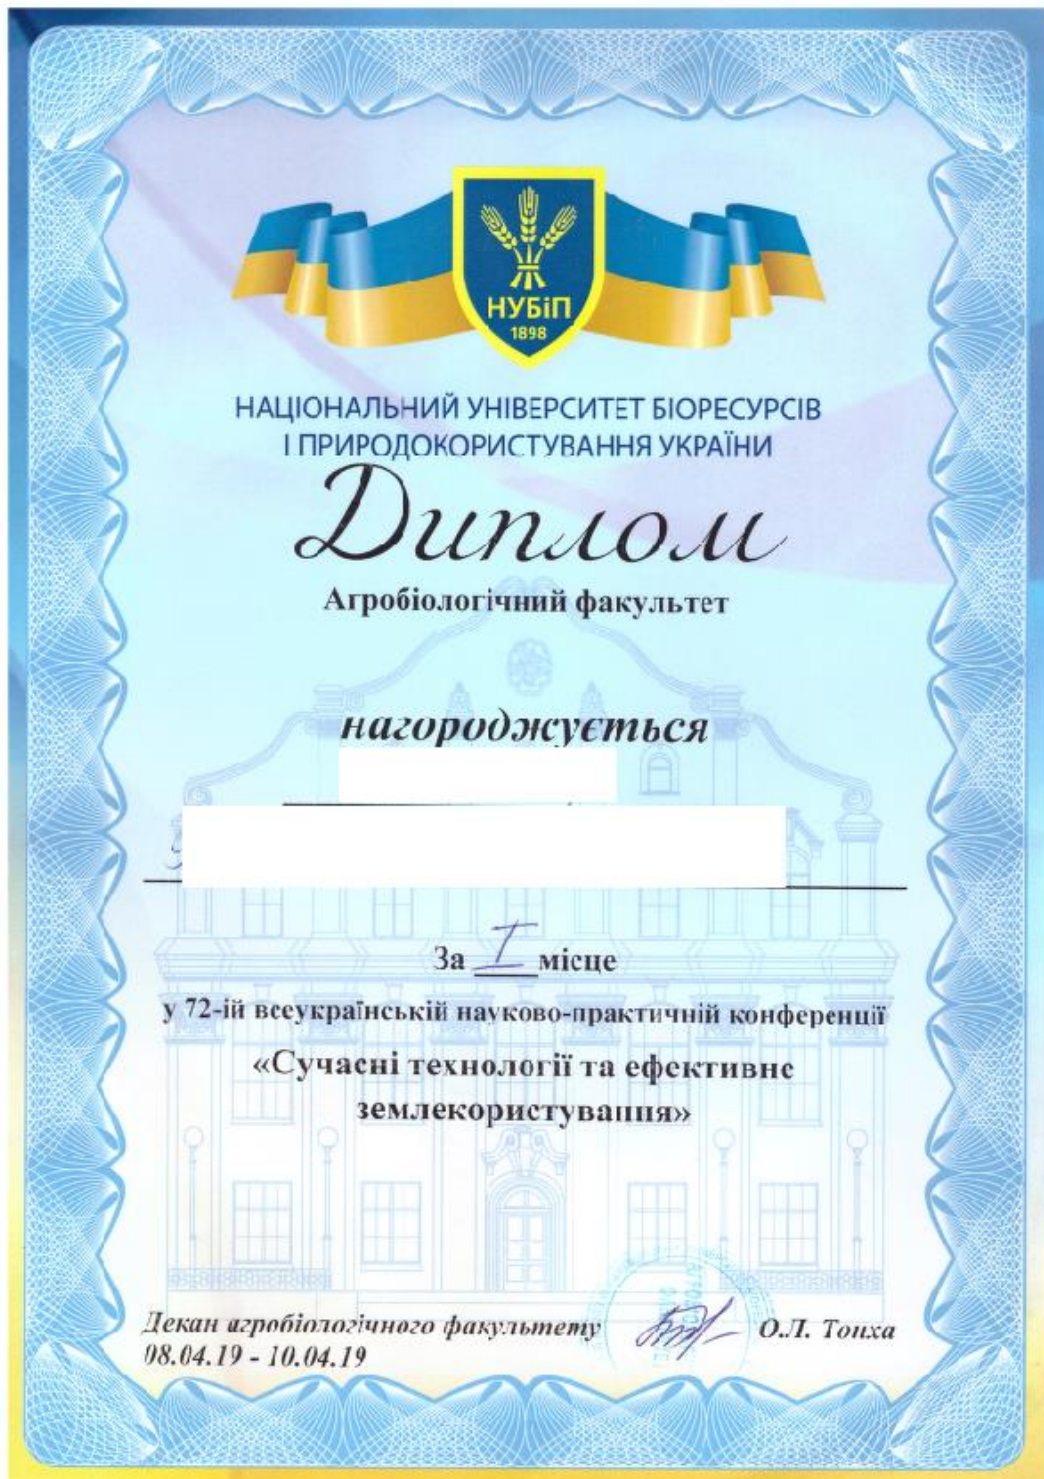 НУБіП
1898
НАЦІОНАЛЬНИЙ УНІВЕРСИТЕТ БІОРЕСУРСІВ
І ПРИРОДОКОРИСТУВАННЯ УКРАЇНИ
Диплом
Агробіологічний факультет
нагороджується
За I місце
у 72-ій всеукраїнській науково-практичній конференції
«Сучасні технології та ефективне
землекористування»
Декан агробіологічного факультету О.Л. Тонха
08.04.19 - 10.04.19